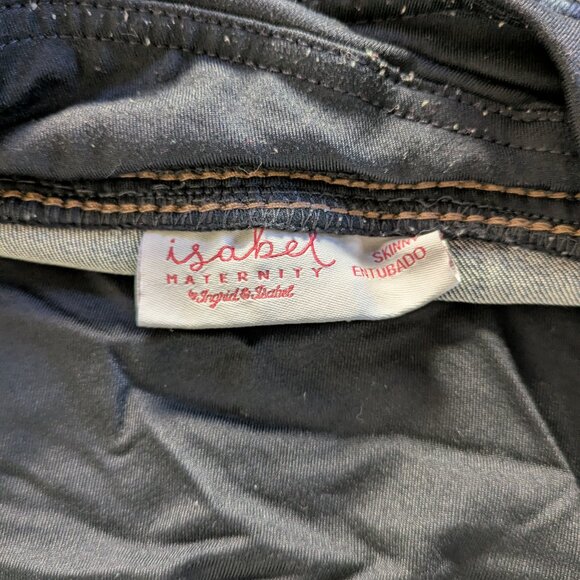 isabel
MATERNITY
by Ingrid & Isabel
SKINNY
ENTUBADO